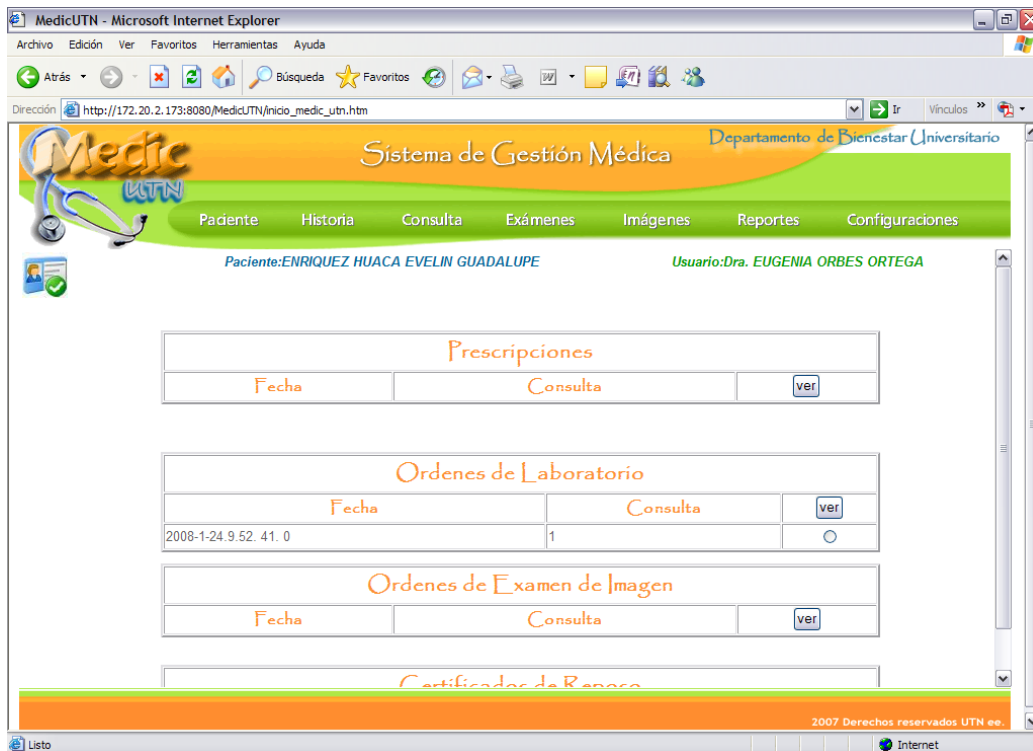 MedicUTN - Microsoft Internet Explorer
Archivo Edición Ver Favoritos Herramientas Ayuda
Atrás Búsqueda Favoritos
Dirección http://172.20.2.173:8080/MedicUTN/inicio_medic_utn.htm Ir Vínculos »
Medic UTN
Sistema de Gestión Médica
Departamento de Bienestar Universitario
Paciente Historia Consulta Exámenes Imágenes Reportes Configuraciones
Paciente:ENRIQUEZ HUACA EVELIN GUADALUPE Usuario:Dra. EUGENIA ORBES ORTEGA
Prescripciones
Fecha Consulta ver
Ordenes de Laboratorio
Fecha Consulta ver
2008-1-24.9.52. 41. 0 1
Ordenes de Examen de Imagen
Fecha Consulta ver
Certificados de Reposo
2007 Derechos reservados UTN ee.
Listo Internet